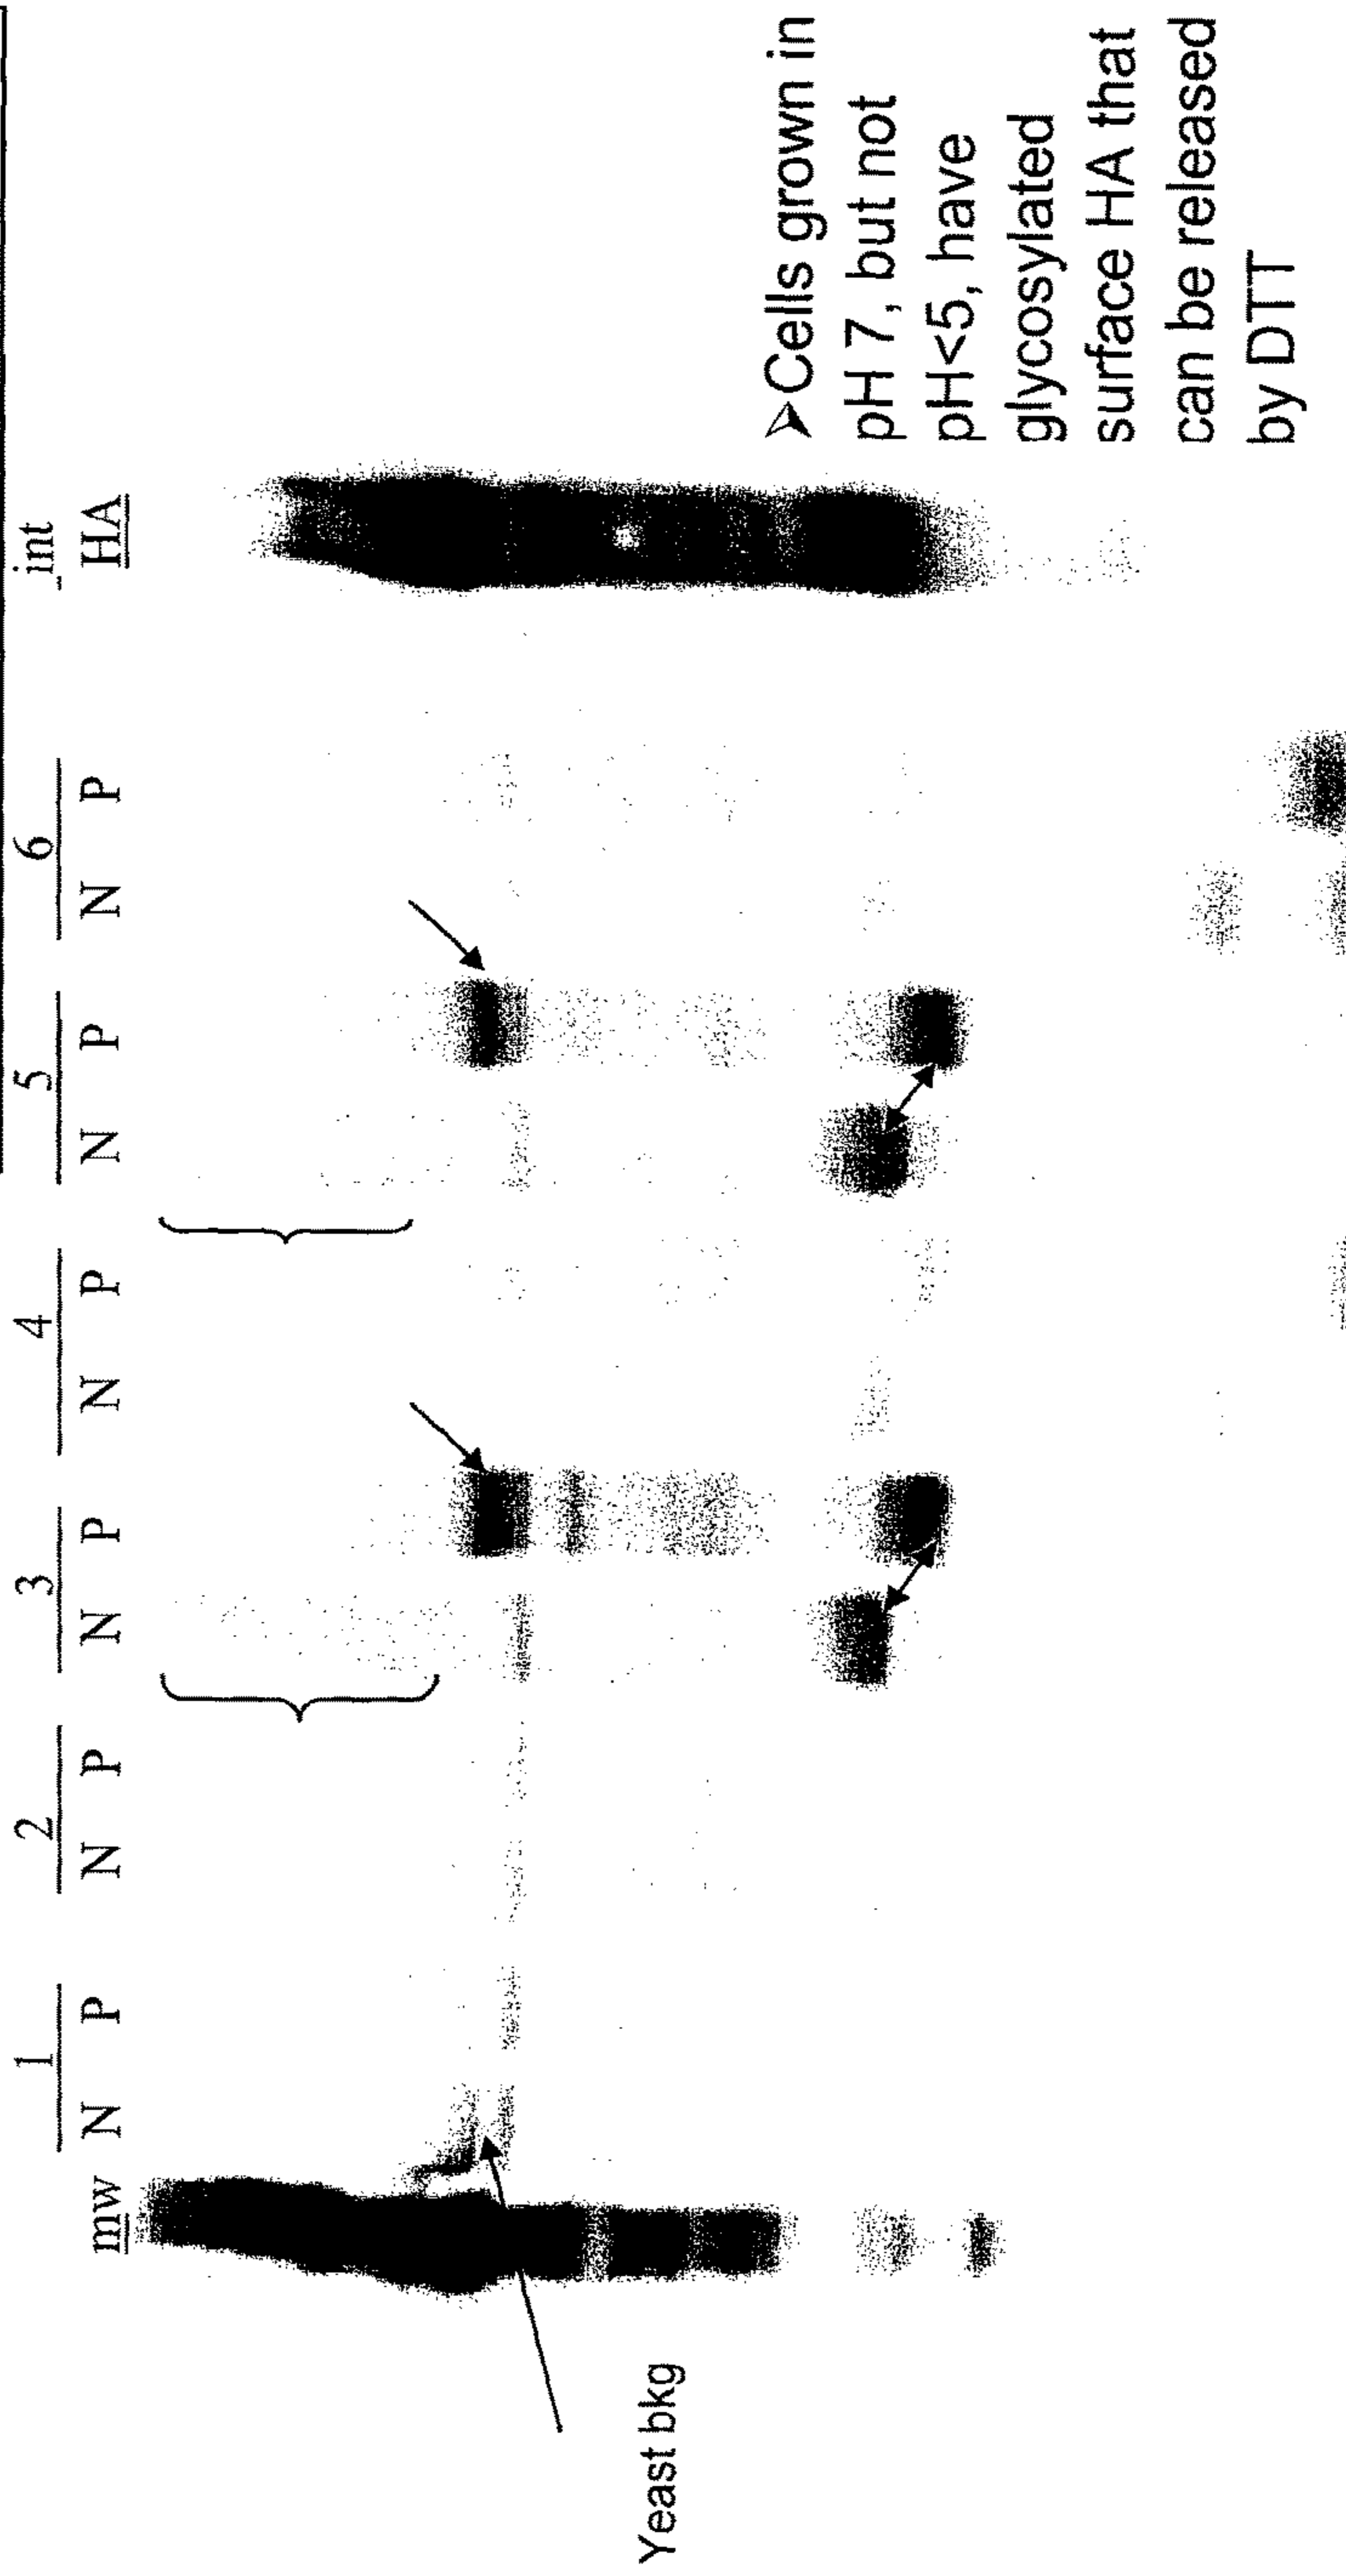 mw 1 2 3 4 5 6 int
N P N P N P N P N P N P HA
Yeast bkg
➢Cells grown in
pH 7, but not
pH<5, have
glycosylated
surface HA that
can be released
by DTT